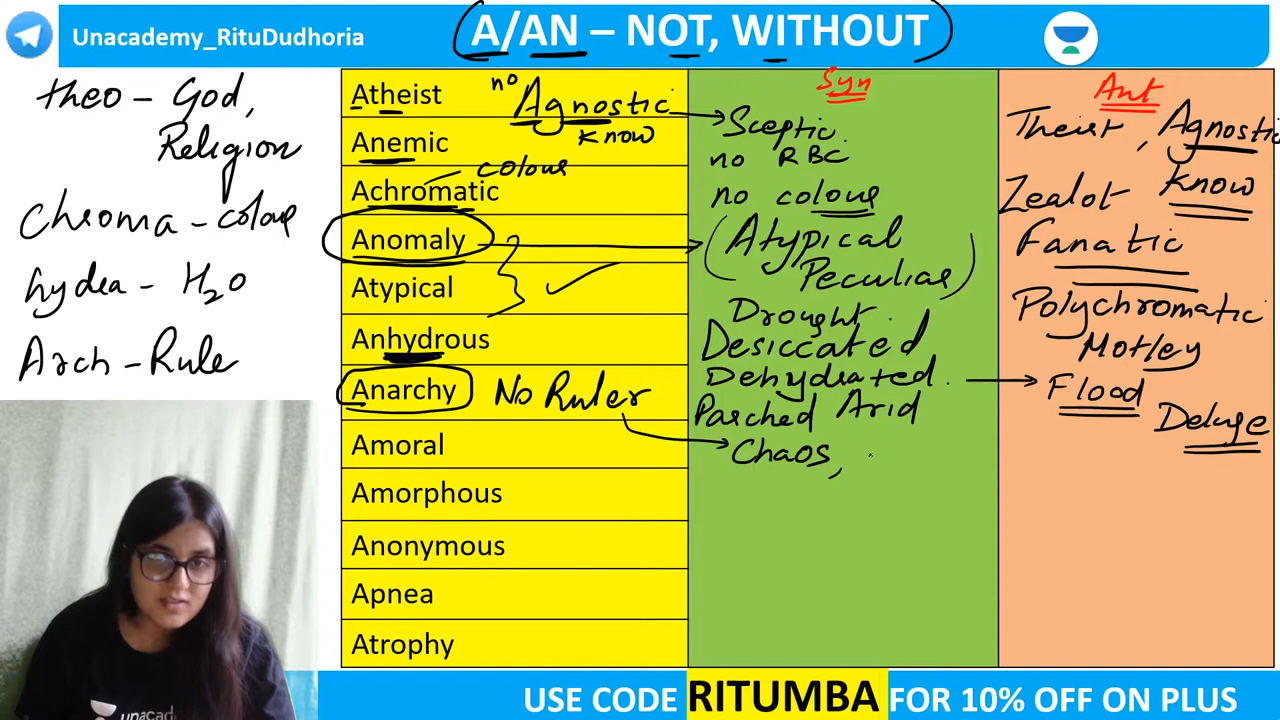 Unacademy_RituDudhoria
A/AN – NOT, WITHOUT
theo – God,
Religion
Chroma – colour
hydra – H2O
Arch – Rule
Atheist
no Agnostic
know
Anemic
colour
Achromatic
Anomaly
Atypical
Anhydrous
Anarchy No Ruler
Amoral
Amorphous
Anonymous
Apnea
Atrophy
Syn
Sceptic.
no RBC
no colour
(Atypical
Peculiar)
Drought.
Desiccated
Dehydrated.
Parched Arid
Chaos,
Ant
Theist, Agnostic
know
Zealot
Fanatic
Polychromatic
Motley
Flood
Deluge
unacad
USE CODE RITUMBA FOR 10% OFF ON PLUS